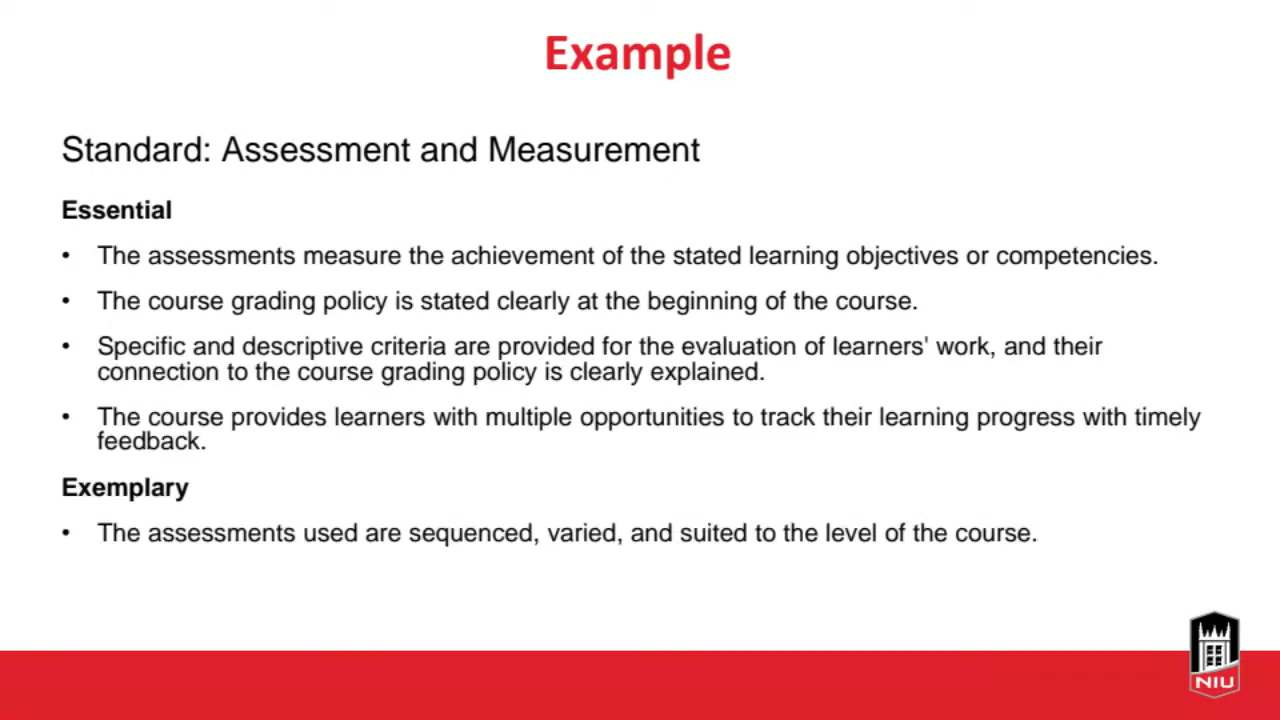 Example
Standard: Assessment and Measurement
Essential
• The assessments measure the achievement of the stated learning objectives or competencies.
• The course grading policy is stated clearly at the beginning of the course.
• Specific and descriptive criteria are provided for the evaluation of learners' work, and their
connection to the course grading policy is clearly explained.
• The course provides learners with multiple opportunities to track their learning progress with timely
feedback.
Exemplary
• The assessments used are sequenced, varied, and suited to the level of the course.
NIU